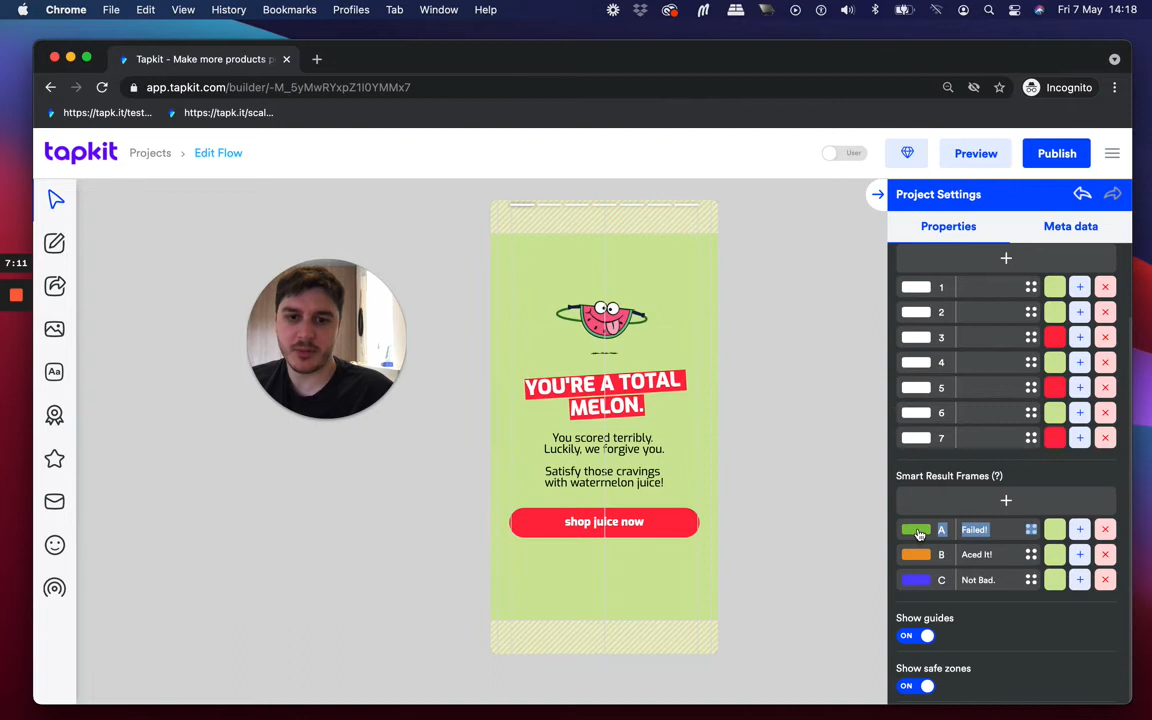 Chrome File Edit View History Bookmarks Profiles Tab Window Help Fri 7 May 14:18
Tapkit - Make more products p
app.tapkit.com/builder/-M_5yMwRYxpZ1I0YMMx7 Incognito
https://tapk.it/test... https://tapk.it/scal...
tapkit Projects > Edit Flow User Preview Publish
Project Settings
Properties Meta data
7:11
1
2
3
4
5
6
7
YOU'RE A TOTAL
MELON.
You scored terribly.
Luckily, we forgive you.
Satisfy those cravings
with watermelon juice!
shop juice now
Aa
Smart Result Frames (?)
A Failed!
B Aced It!
C Not Bad.
Show guides
ON
Show safe zones
ON